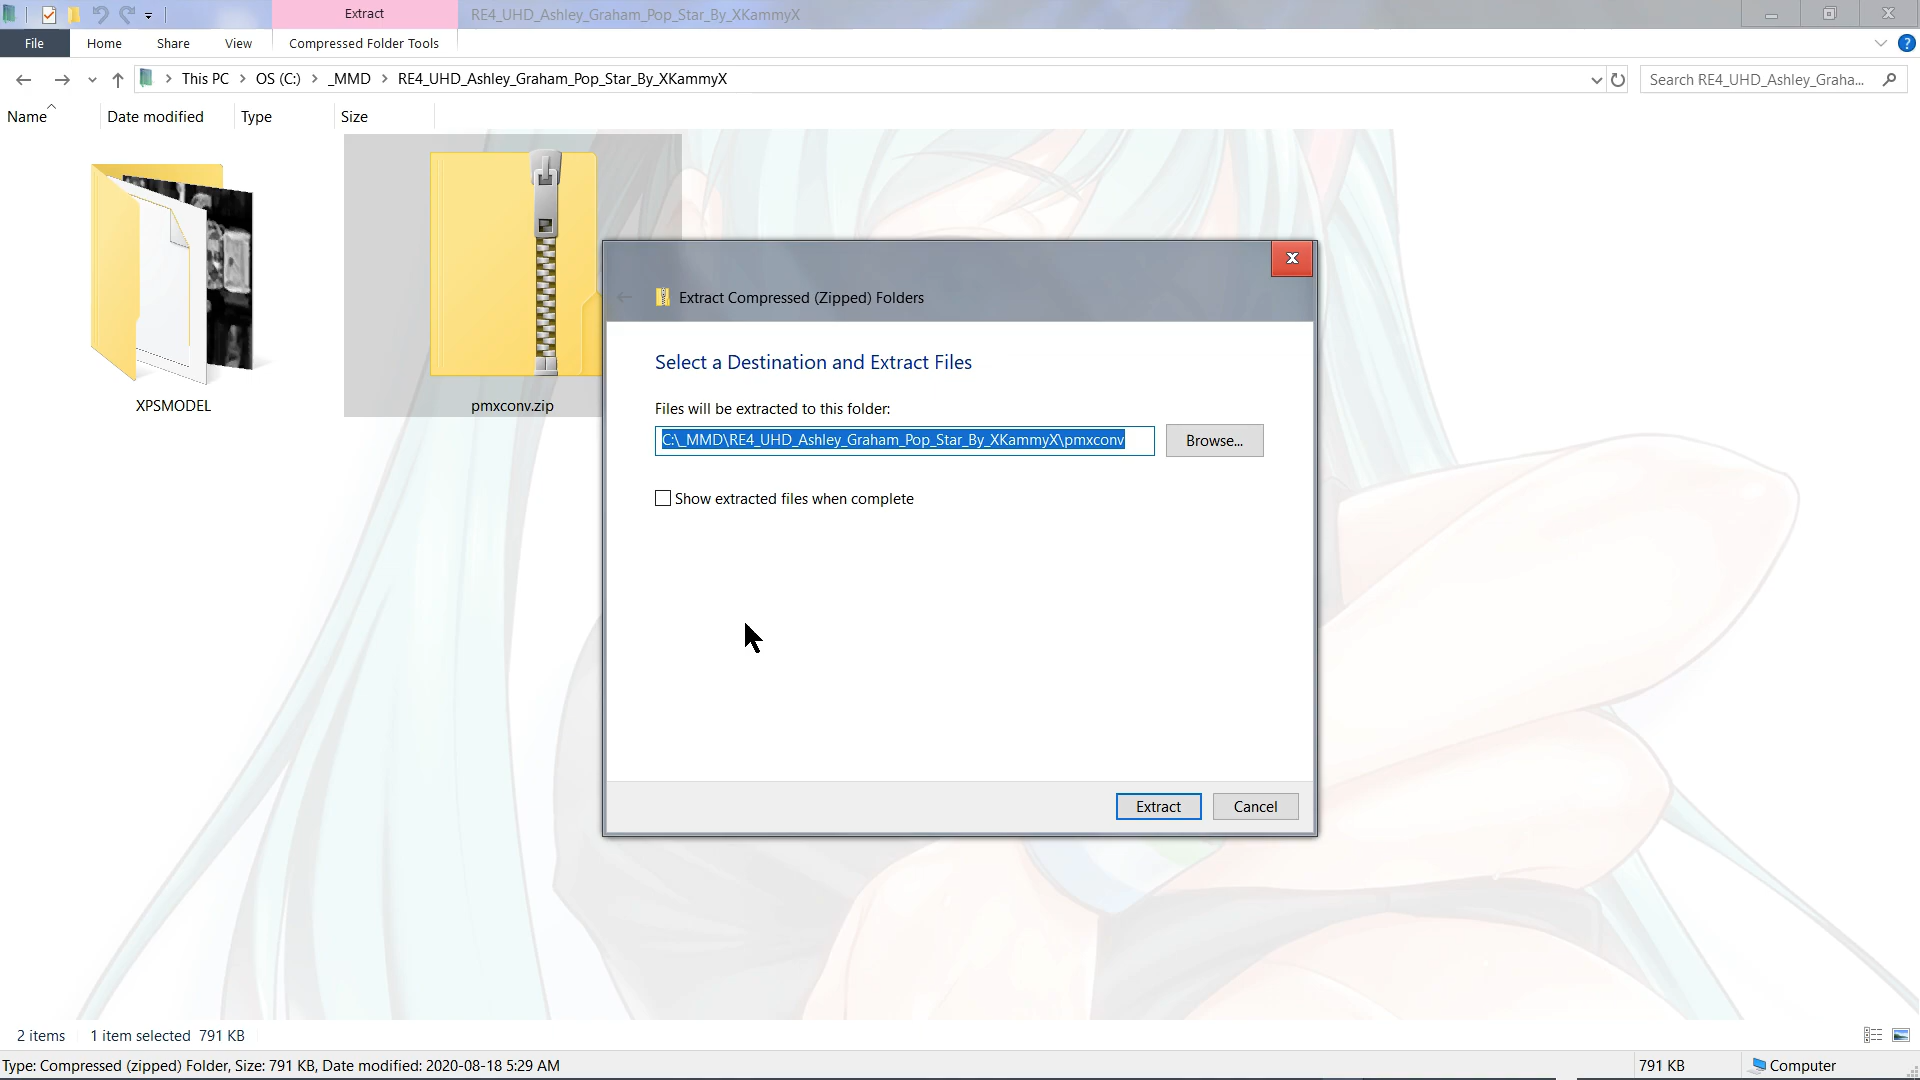 Extract
RE4_UHD_Ashley_Graham_Pop_Star_By_XKammyX
File
Home
Share
View
Compressed Folder Tools
?
This PC
OS (C:)
_MMD
RE4_UHD_Ashley_Graham_Pop_Star_By_XKammyX
Search RE4_UHD_Ashley_Graha...
Name
Date modified
Type
Size
XPSMODEL
pmxconv.zip
Extract Compressed (Zipped) Folders
Select a Destination and Extract Files
Files will be extracted to this folder:
C:\_MMD\RE4_UHD_Ashley_Graham_Pop_Star_By_XKammyX\pmxconv
Browse...
Show extracted files when complete
Extract
Cancel
2 items
1 item selected 791 KB
Type: Compressed (zipped) Folder, Size: 791 KB, Date modified: 2020-08-18 5:29 AM
791 KB
Computer